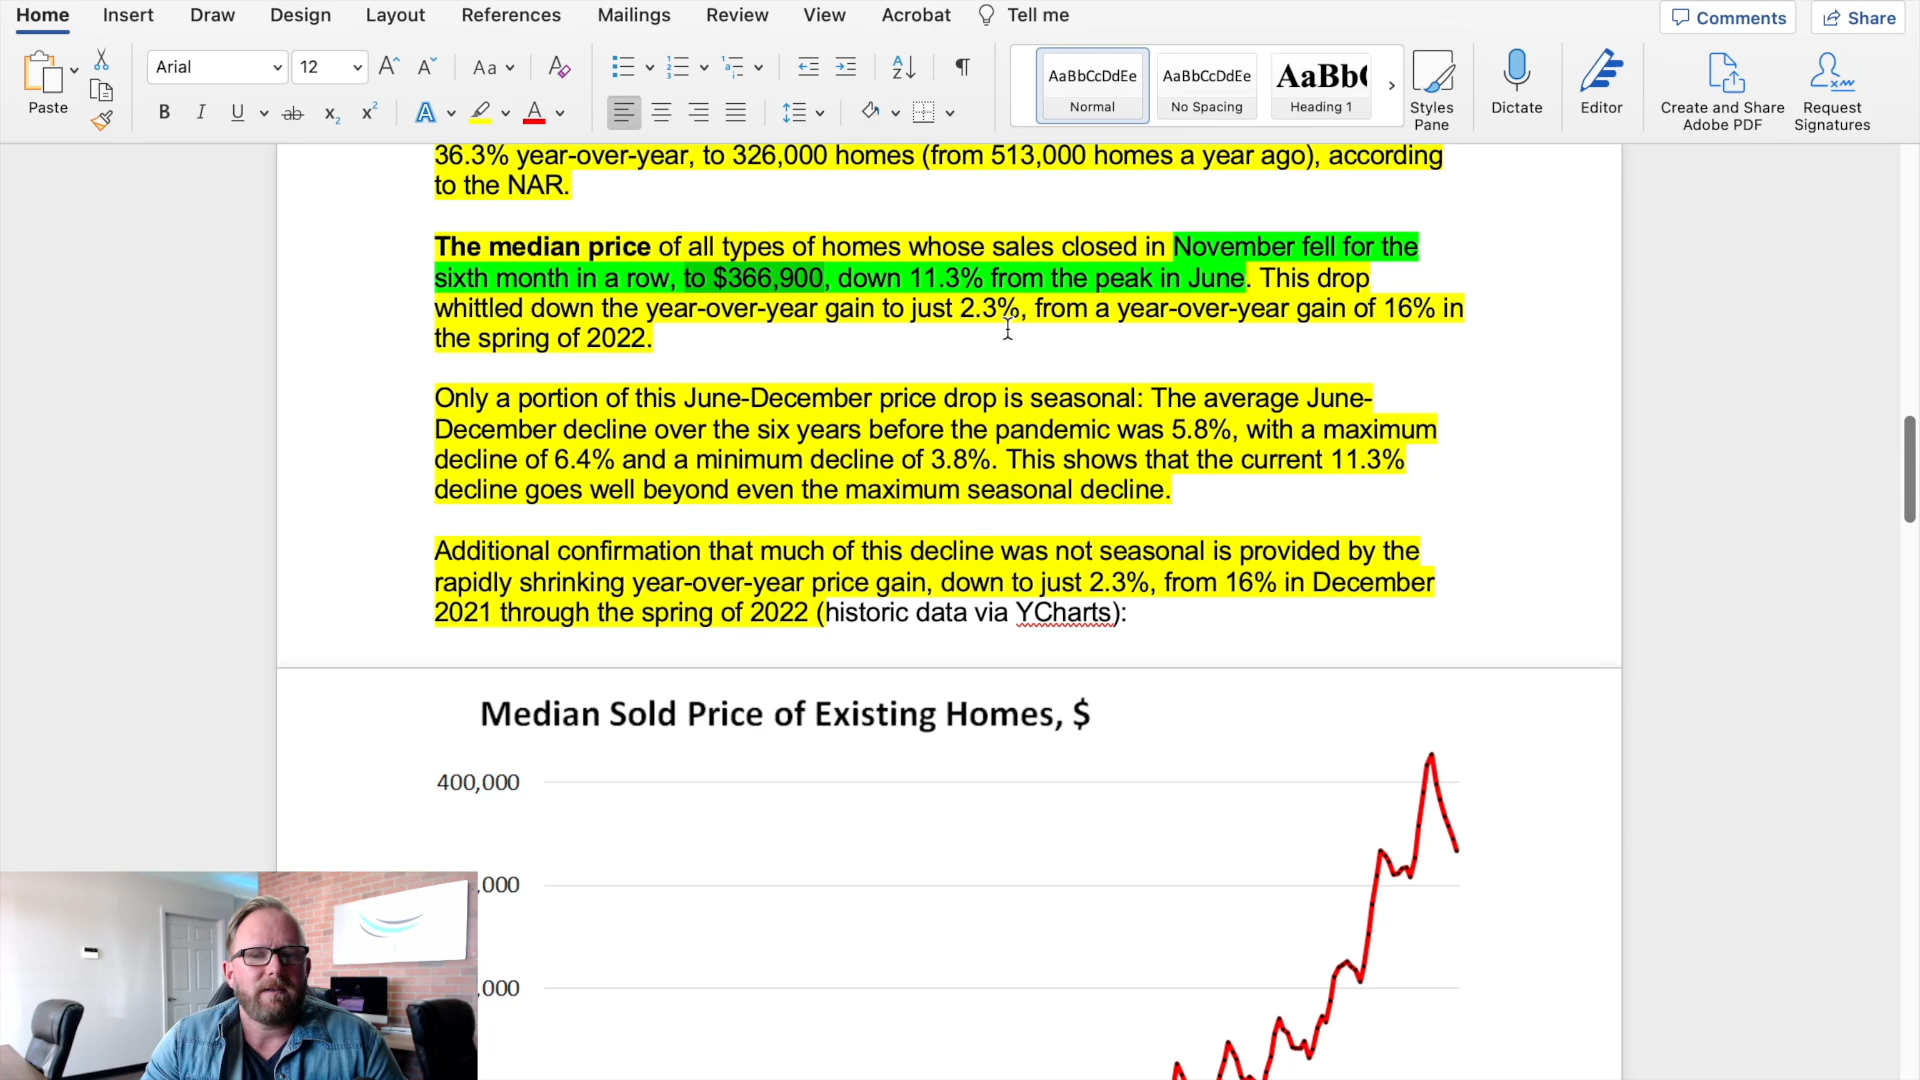 Home Insert Draw Design Layout References Mailings Review View Acrobat Tell me Comments Share
Paste Arial 12 Aa AaBbCcDdEe AaBbCcDdEe AaBb
Normal No Spacing Heading 1 Styles Pane Dictate Editor Create and Share Adobe PDF Request Signatures
36.3% year-over-year, to 326,000 homes (from 513,000 homes a year ago), according
to the NAR.
The median price of all types of homes whose sales closed in November fell for the
sixth month in a row, to $366,900, down 11.3% from the peak in June. This drop
whittled down the year-over-year gain to just 2.3%, from a year-over-year gain of 16% in
the spring of 2022.
Only a portion of this June-December price drop is seasonal: The average June-
December decline over the six years before the pandemic was 5.8%, with a maximum
decline of 6.4% and a minimum decline of 3.8%. This shows that the current 11.3%
decline goes well beyond even the maximum seasonal decline.
Additional confirmation that much of this decline was not seasonal is provided by the
rapidly shrinking year-over-year price gain, down to just 2.3%, from 16% in December
2021 through the spring of 2022 (historic data via YCharts):
Median Sold Price of Existing Homes, $
400,000
,000
,000